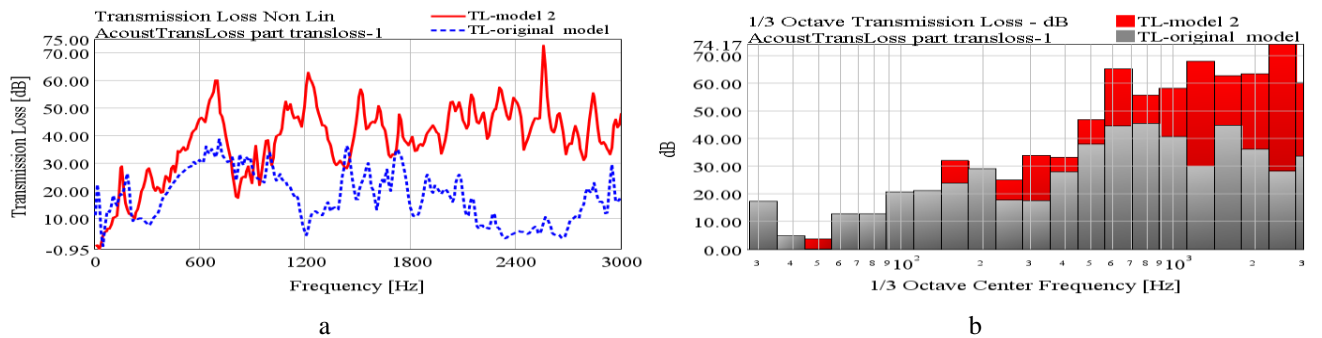 Transmission Loss Non Lin
AcoustTransLoss part transloss-1
TL-model 2
TL-original model
Transmission Loss [dB]
75.00
70.00
60.00
50.00
40.00
30.00
20.00
10.00
-0.95
0 600 1200 1800 2400 3000
Frequency [Hz]
a
1/3 Octave Transmission Loss - dB
AcoustTransLoss part transloss-1
TL-model 2
TL-original model
dB
74.17
70.00
60.00
50.00
40.00
30.00
20.00
10.00
0.00
3 4 5 6 7 8 9 10² 2 3 4 5 6 7 8 9 10³ 2 3
1/3 Octave Center Frequency [Hz]
b